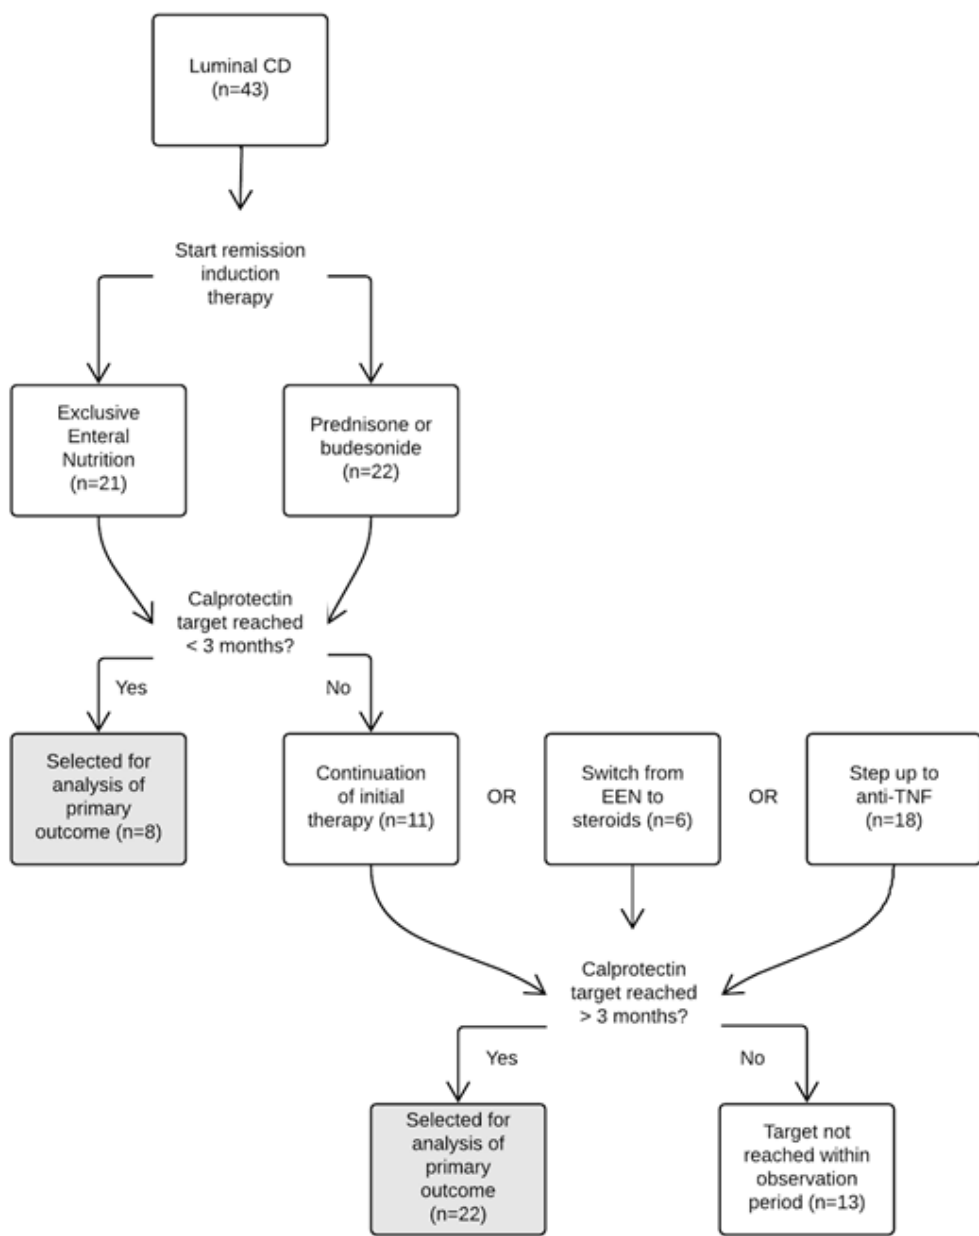 Luminal CD
(n=43)
Start remission
induction
therapy
Exclusive
Enteral
Nutrition
(n=21)
Prednisone or
budesonide
(n=22)
Calprotectin
target reached
< 3 months?
Yes
No
Selected for
analysis of
primary
outcome (n=8)
Continuation
of initial
therapy (n=11)
OR
Switch from
EEN to
steroids (n=6)
OR
Step up to
anti-TNF
(n=18)
Calprotectin
target reached
> 3 months?
Yes
No
Selected for
analysis of
primary
outcome
(n=22)
Target not
reached within
observation
period (n=13)